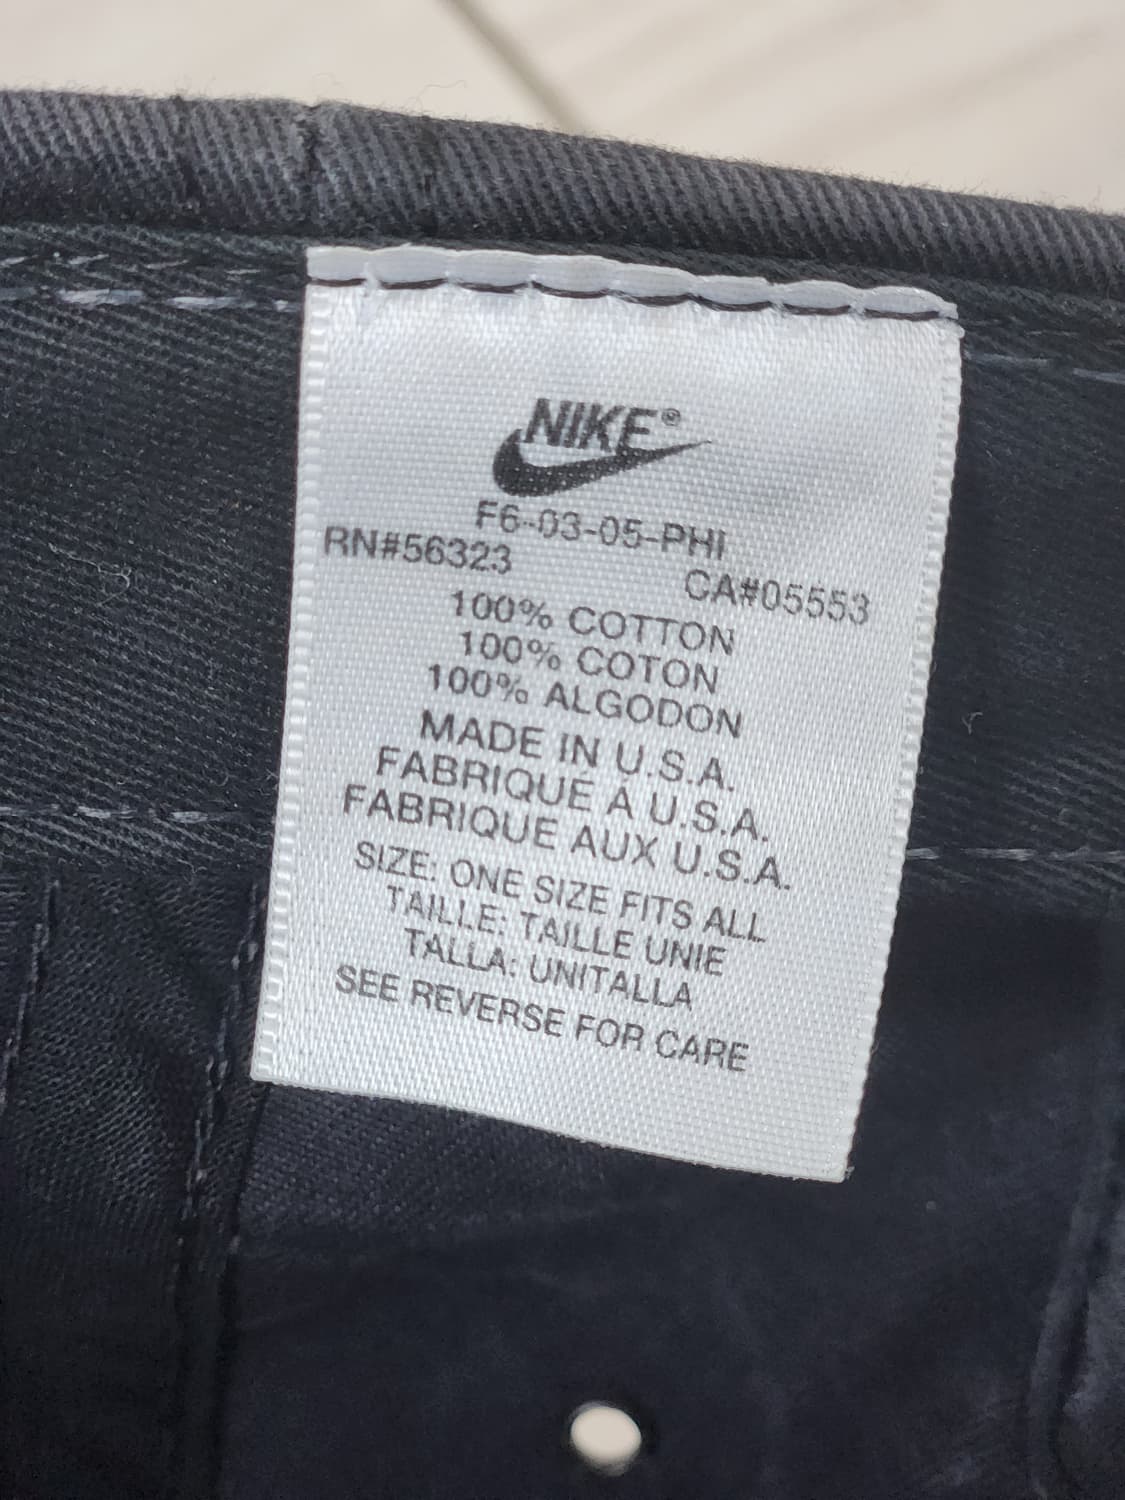 NIKE®
F6-03-05-PHI
RN#56323
CA#05553
100% COTTON
100% COTON
100% ALGODON
MADE IN U.S.A.
FABRIQUÉ A U.S.A.
FABRIQUE AUX U.S.A.
SIZE: ONE SIZE FITS ALL
TAILLE: TAILLE UNIE
TALLA: UNITALLA
SEE REVERSE FOR CARE